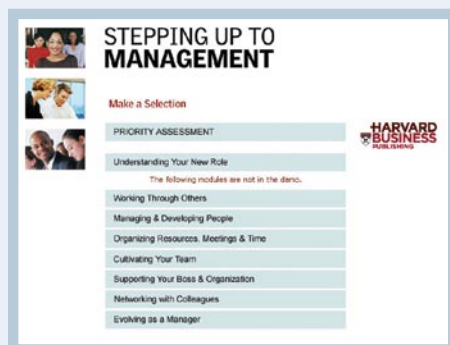 STEPPING UP TO
MANAGEMENT
Make a Selection
PRIORITY ASSESSMENT
HARVARD
BUSINESS
PUBLISHING
Understanding Your New Role
The following modules are not in the demo.
Working Through Others
Managing & Developing People
Organizing Resources, Meetings & Time
Cultivating Your Team
Supporting Your Boss & Organization
Networking with Colleagues
Evolving as a Manager